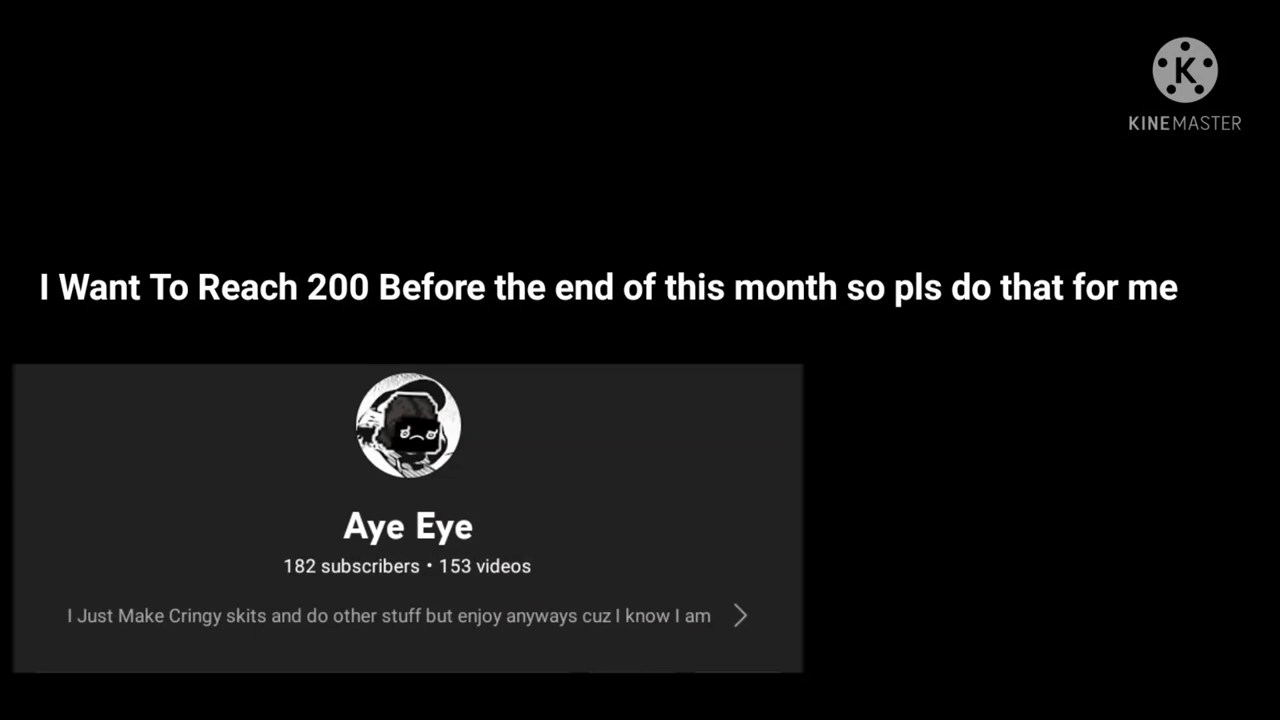 K
KINEMASTER
I Want To Reach 200 Before the end of this month so pls do that for me
Aye Eye
182 subscribers • 153 videos
I Just Make Cringy skits and do other stuff but enjoy anyways cuz I know I am